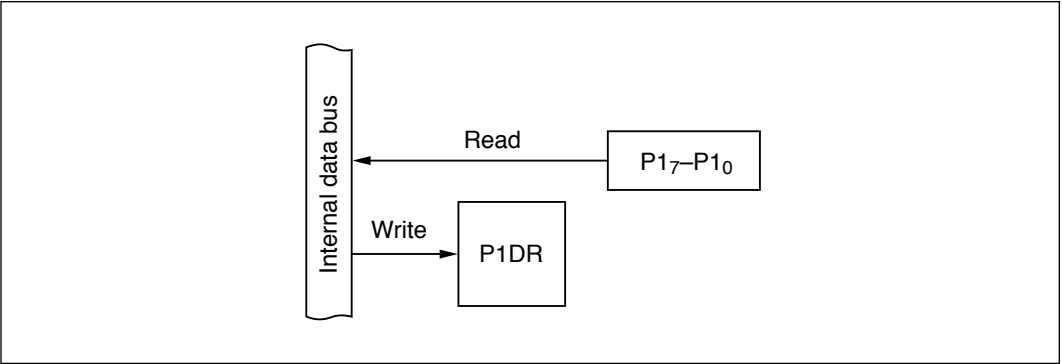 Internal data bus
Read
P1₇–P1₀
Write
P1DR